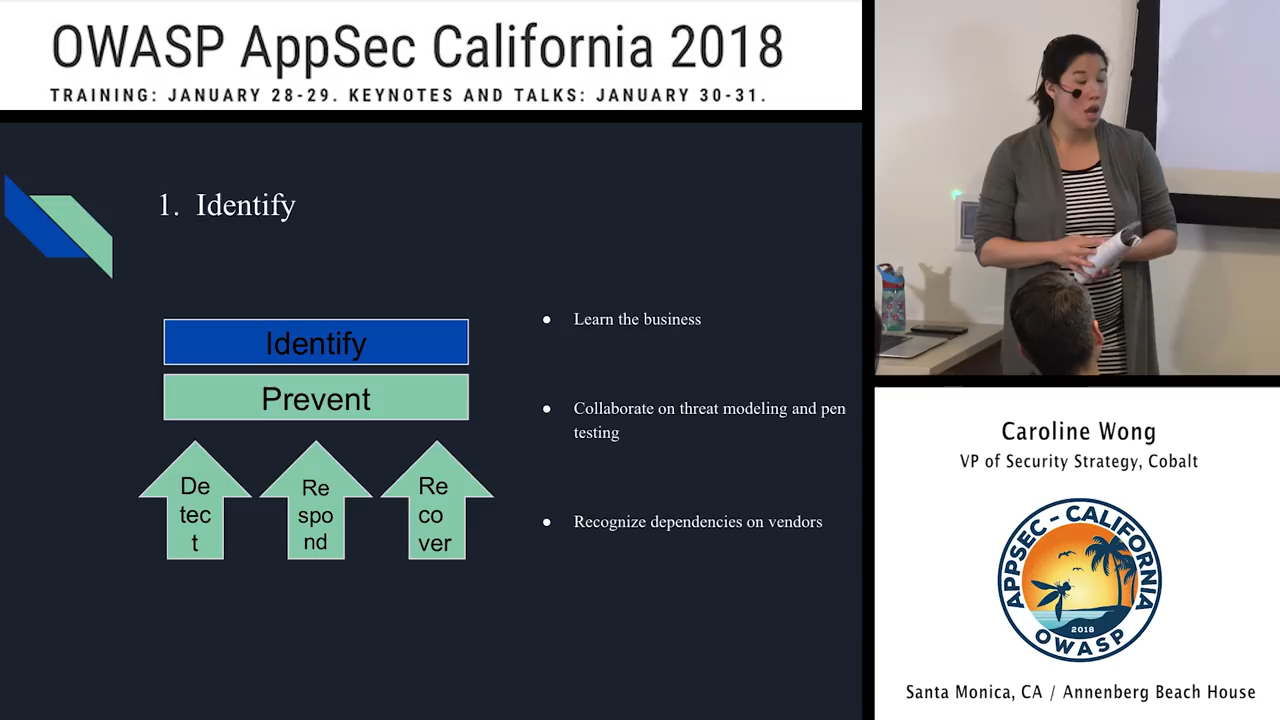 OWASP AppSec California 2018
TRAINING: JANUARY 28-29. KEYNOTES AND TALKS: JANUARY 30-31.
1. Identify
Identify
Prevent
De
tec
t
Re
spo
nd
Re
co
ver
● Learn the business
● Collaborate on threat modeling and pen
testing
● Recognize dependencies on vendors
Caroline Wong
VP of Security Strategy, Cobalt
APPSEC - CALIFORNIA
2018
OWASP
Santa Monica, CA / Annenberg Beach House